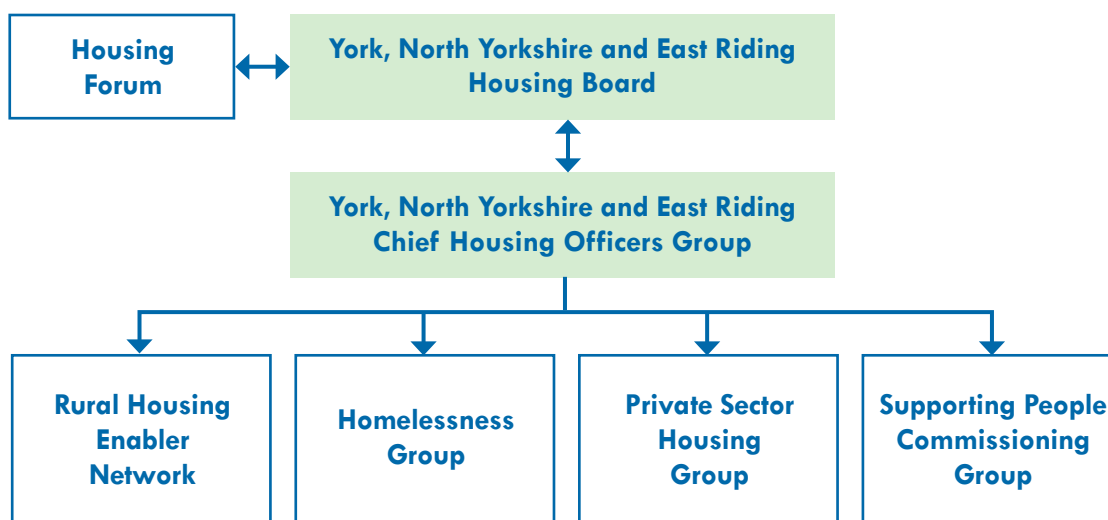 Housing
Forum
York, North Yorkshire and East Riding
Housing Board
York, North Yorkshire and East Riding
Chief Housing Officers Group
Rural Housing
Enabler
Network
Homelessness
Group
Private Sector
Housing
Group
Supporting People
Commissioning
Group